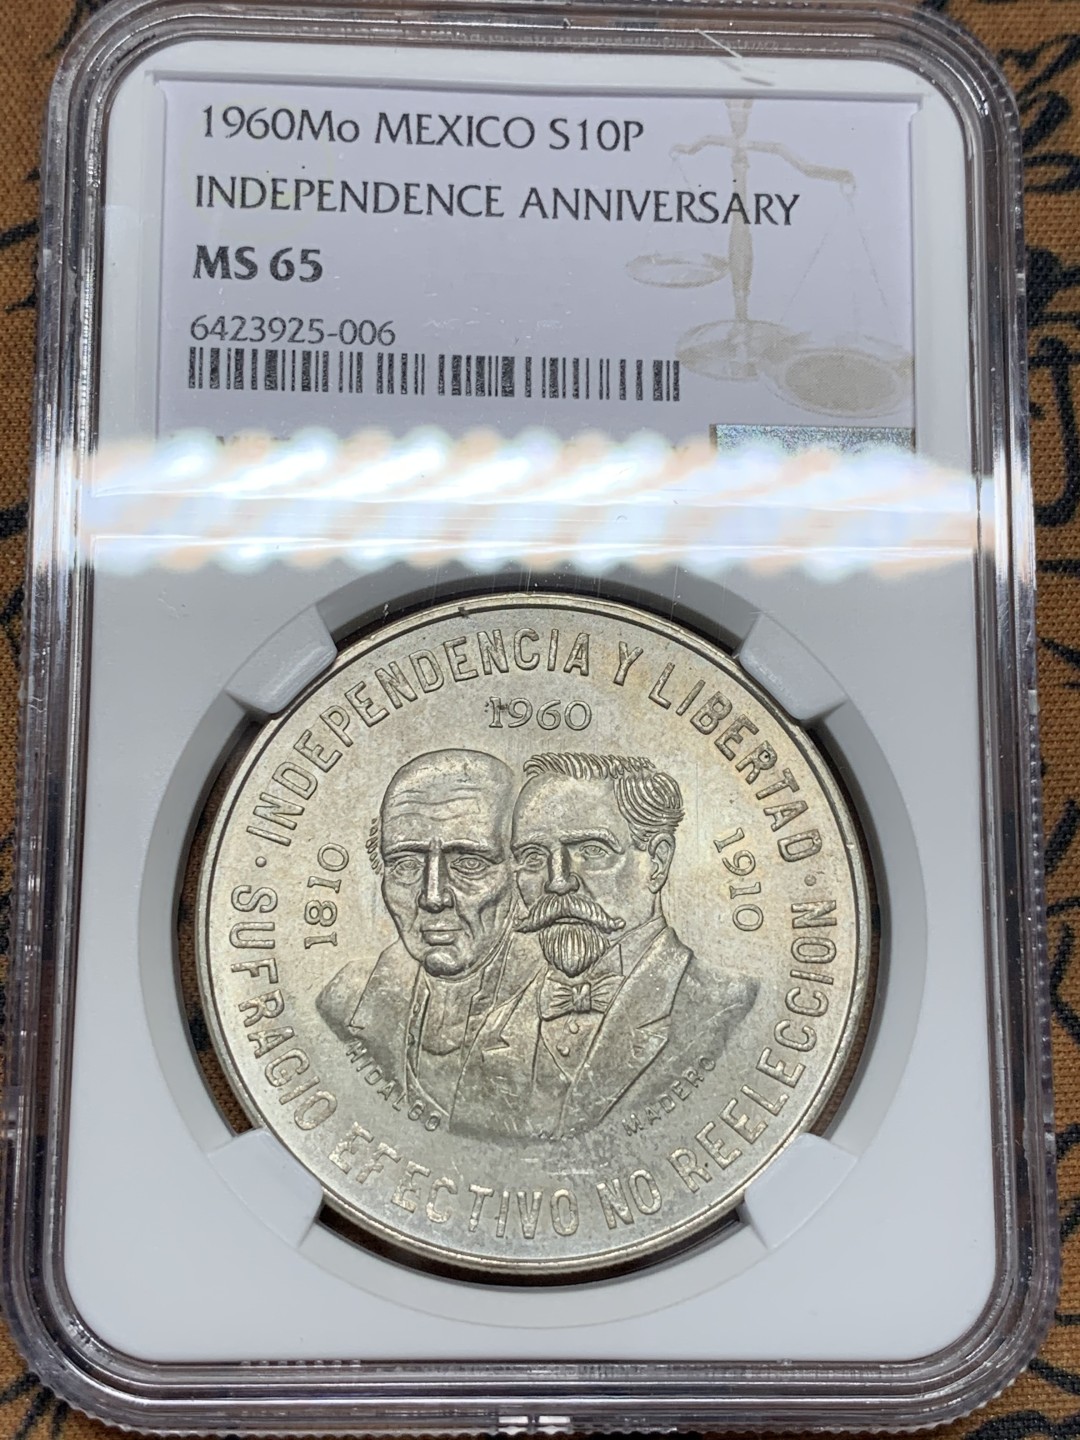 1960Mo MEXICO S10P
INDEPENDENCE ANNIVERSARY
MS 65
6423925-006
· INDEPENDENCIA Y LIBERTAD ·
1960
1810
1910
HIDALGO
MADERO
SUFRAGIO EFECTIVO NO REELECCION